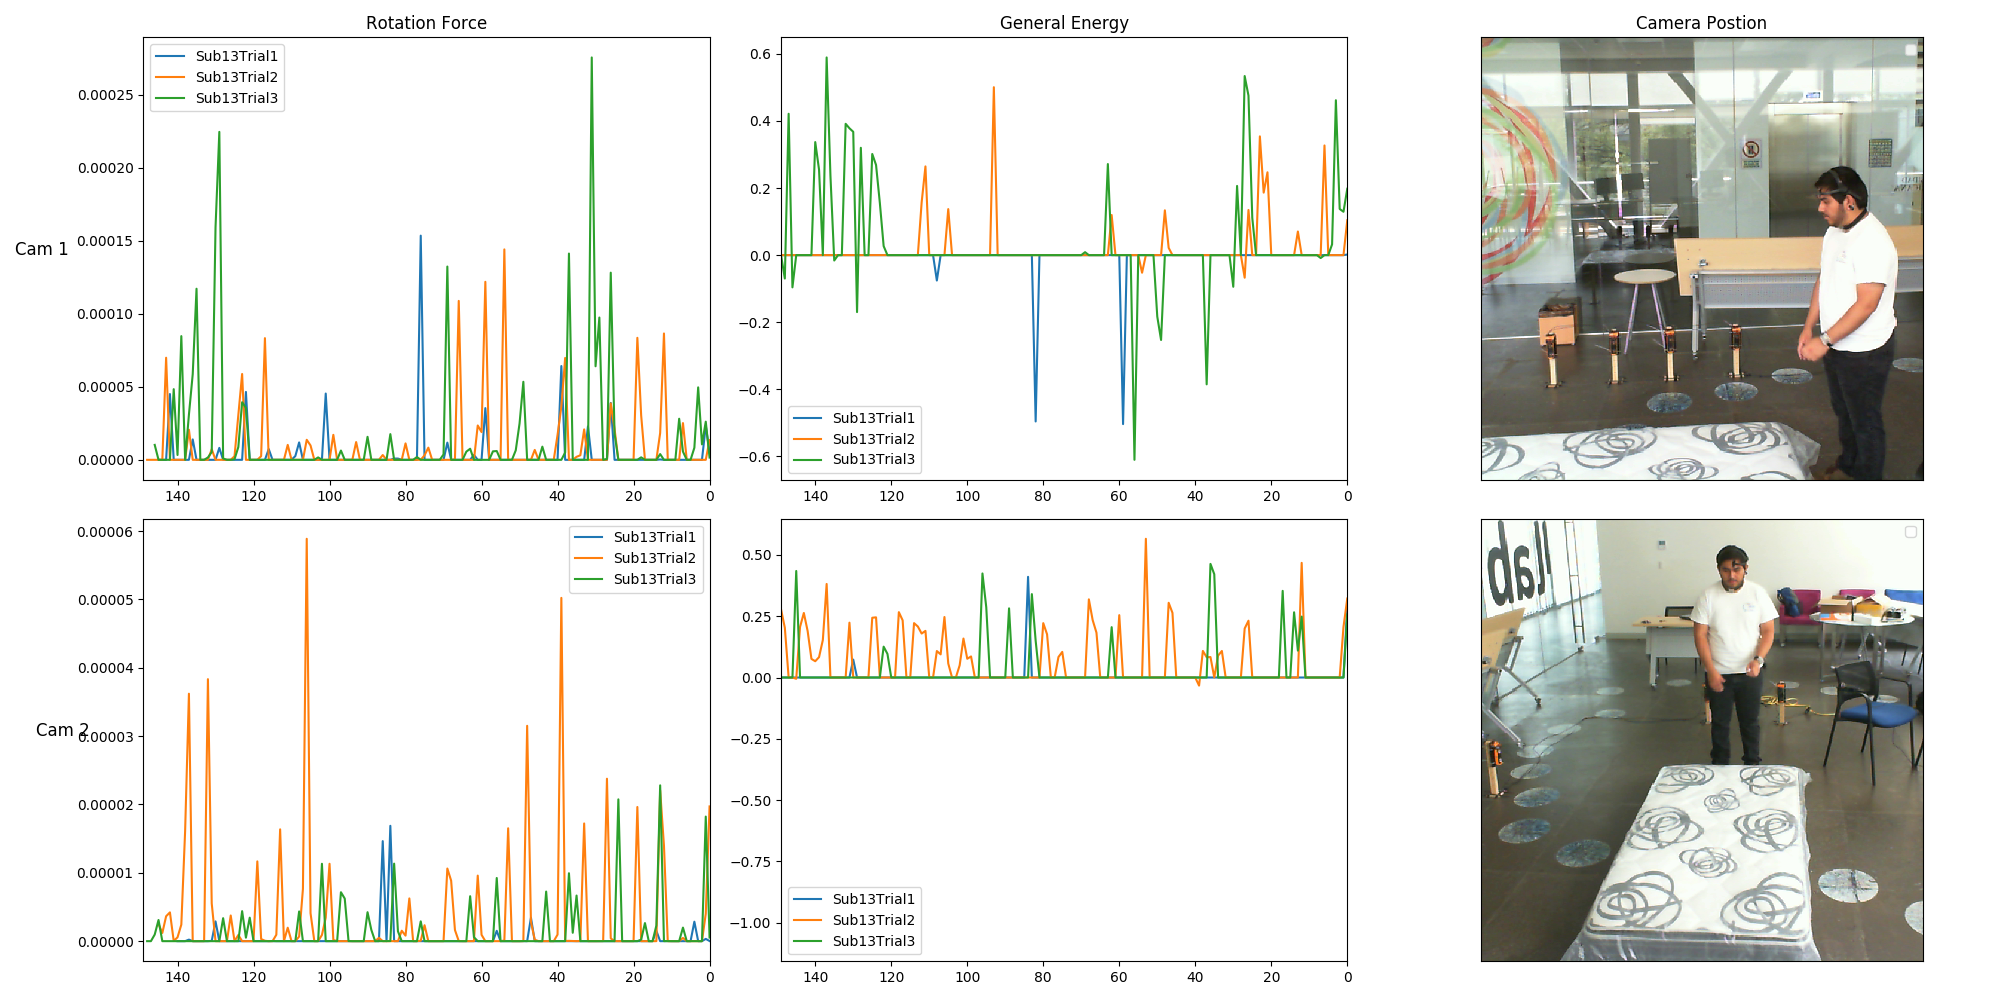 Rotation Force
General Energy
Camera Postion
Cam 1
Sub13Trial1
Sub13Trial2
Sub13Trial3
0.00025
0.00020
0.00015
0.00010
0.00005
0.00000
140 120 100 80 60 40 20 0
0.6
0.4
0.2
0.0
−0.2
−0.4
−0.6
Sub13Trial1
Sub13Trial2
Sub13Trial3
140 120 100 80 60 40 20 0
Cam 2
Sub13Trial1
Sub13Trial2
Sub13Trial3
0.00006
0.00005
0.00004
0.00003
0.00002
0.00001
0.00000
140 120 100 80 60 40 20 0
0.50
0.25
0.00
−0.25
−0.50
−0.75
−1.00
Sub13Trial1
Sub13Trial2
Sub13Trial3
140 120 100 80 60 40 20 0